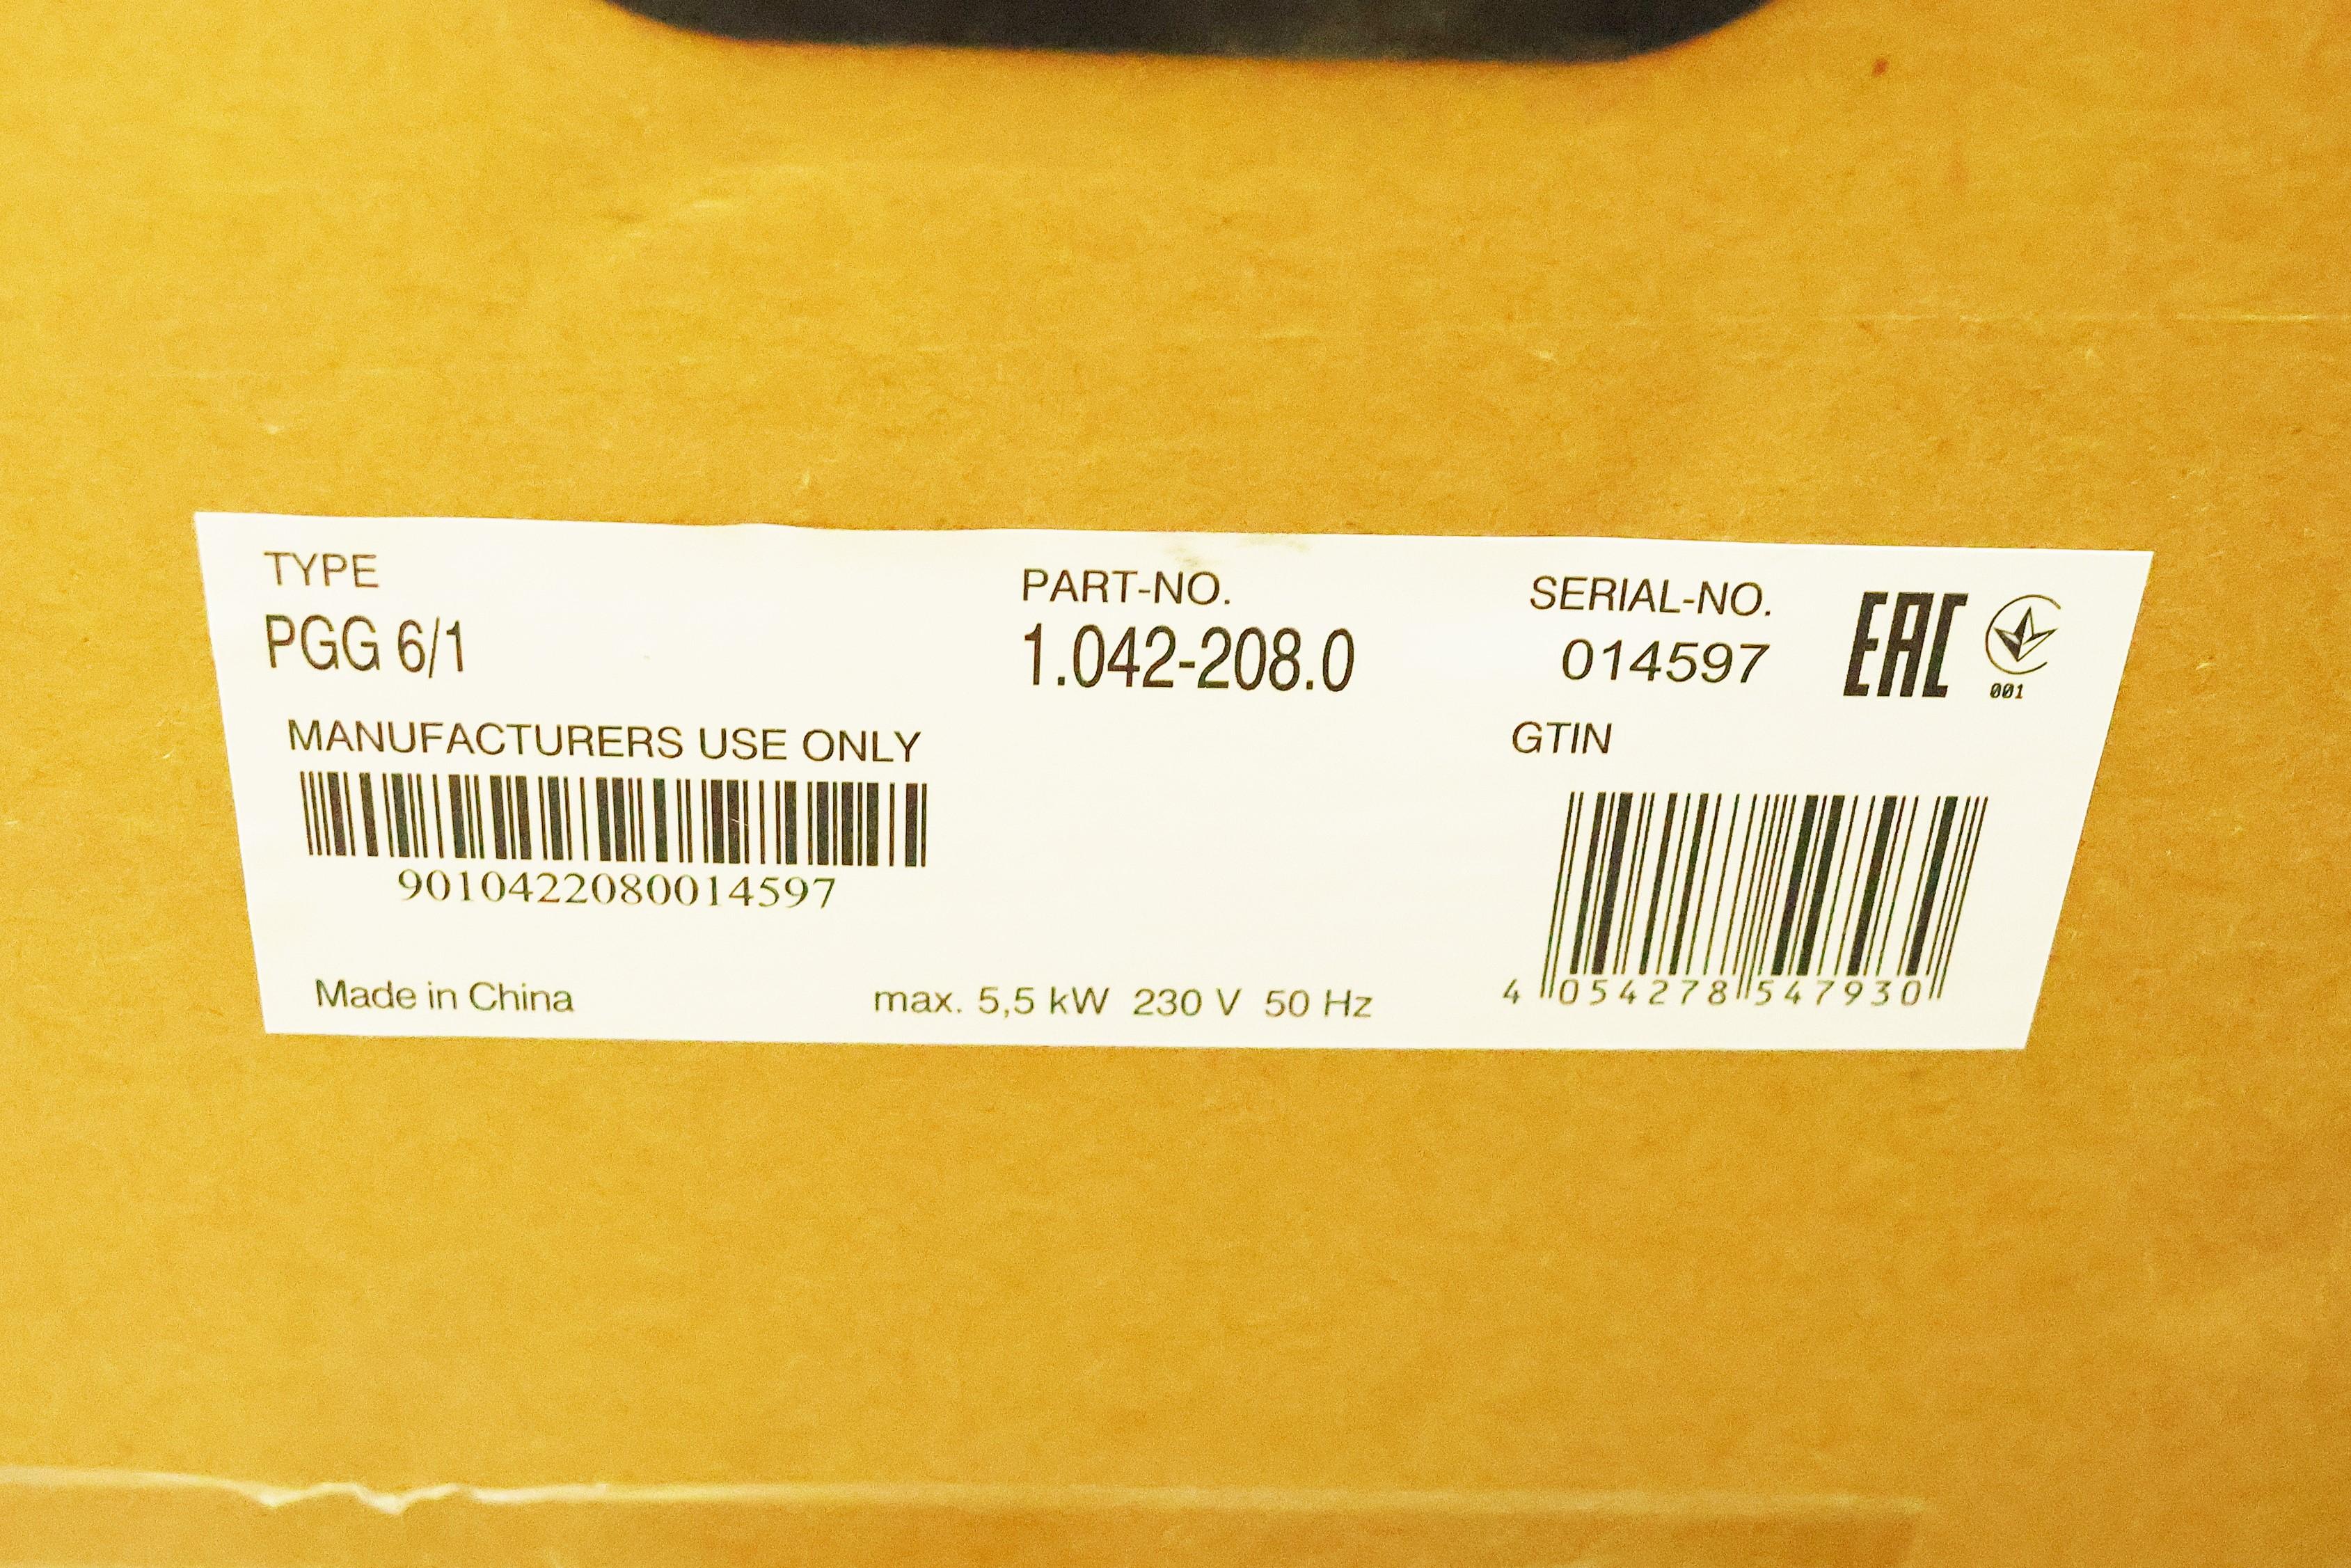 TYPE
PGG 6/1
PART-NO.
1.042-208.0
SERIAL-NO.
014597
EAC
001
MANUFACTURERS USE ONLY
9010422080014597
GTIN
4 054278 547930
Made in China
max. 5,5 kW 230 V 50 Hz